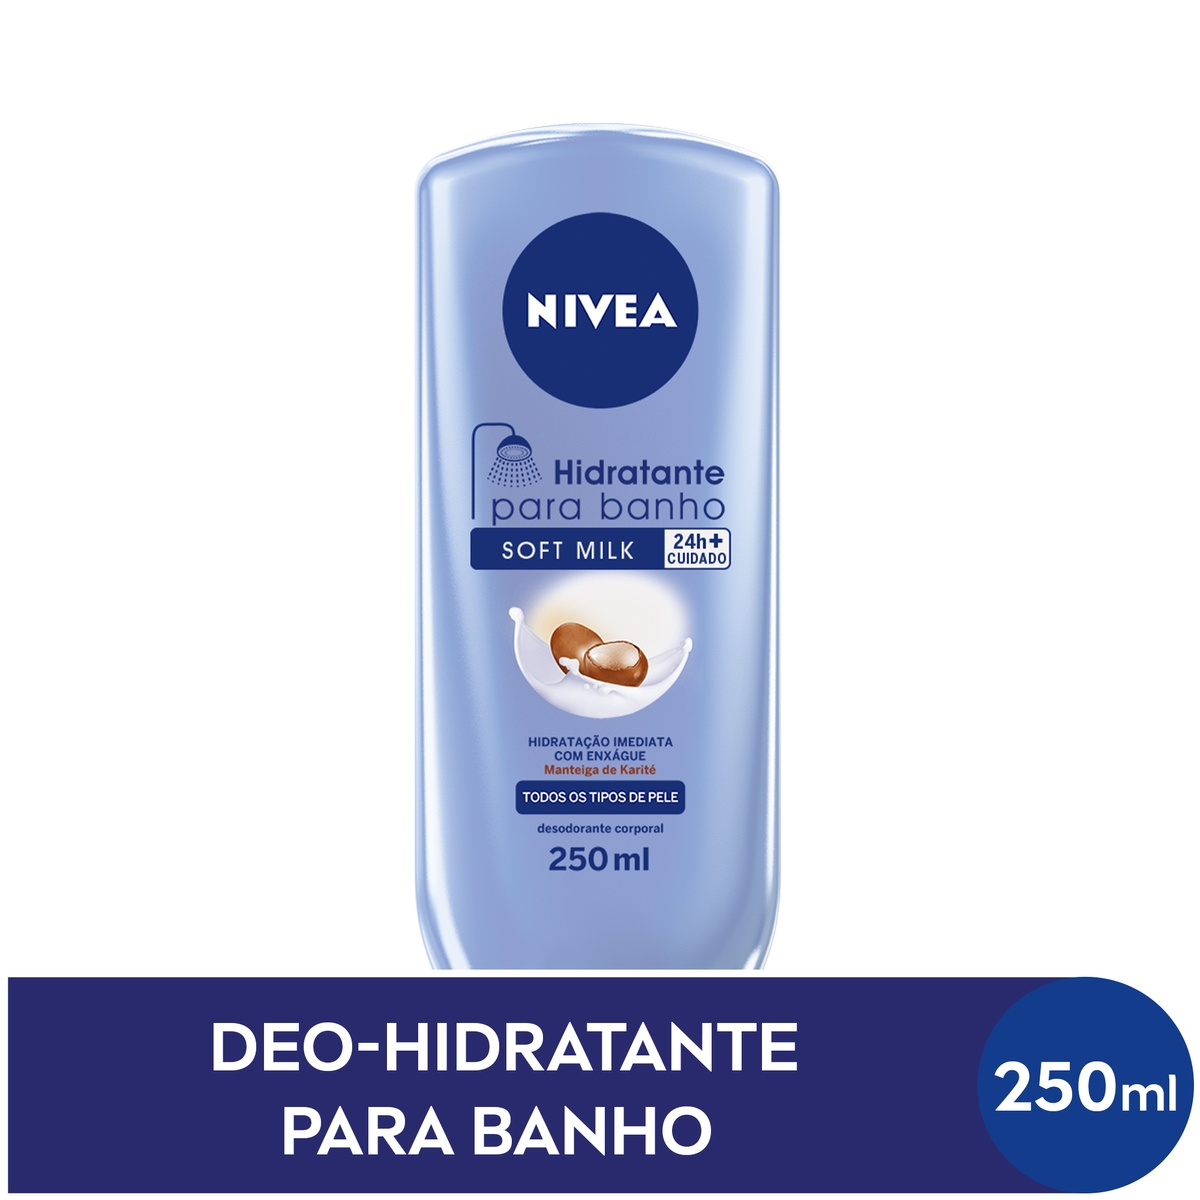 NIVEA
Hidratante
para banho
SOFT MILK
24h+
CUIDADO
HIDRATAÇÃO IMEDIATA
COM ENXÁGUE
Manteiga de Karité
TODOS OS TIPOS DE PELE
desodorante corporal
250 ml
DEO-HIDRATANTE
PARA BANHO
250ml